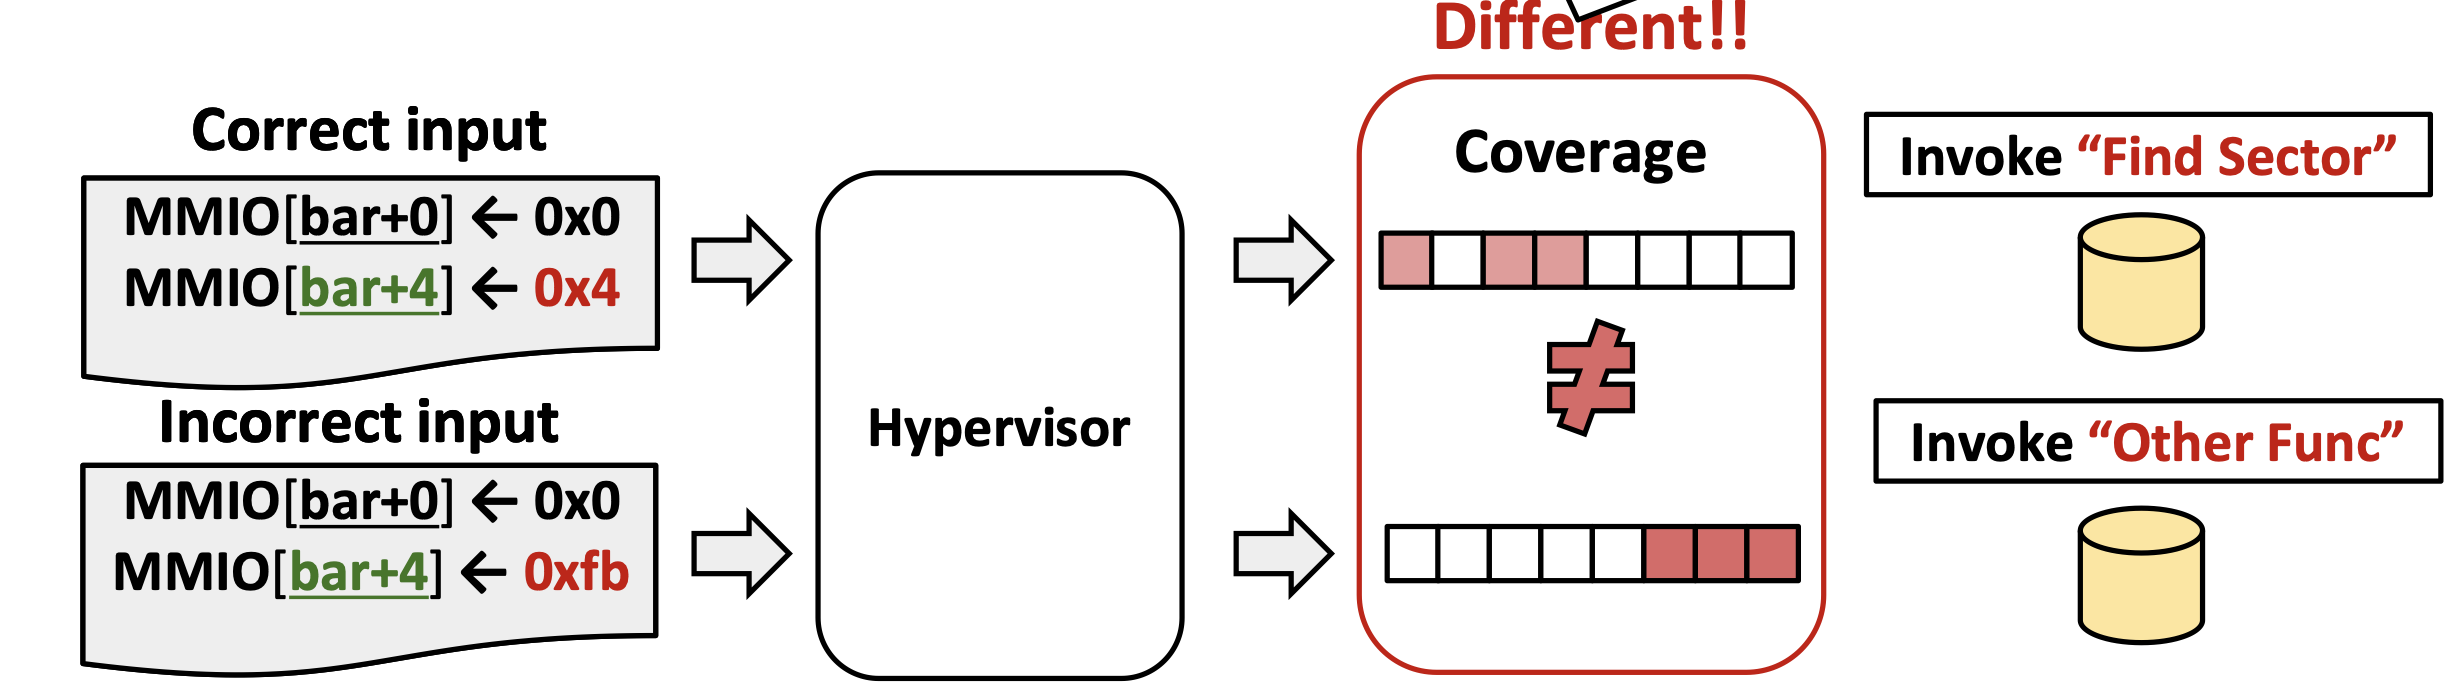 Different!!
Correct input
MMIO[bar+0] ← 0x0
MMIO[bar+4] ← 0x4
Incorrect input
MMIO[bar+0] ← 0x0
MMIO[bar+4] ← 0xfb
Hypervisor
Coverage
≠
Invoke “Find Sector”
Invoke “Other Func”